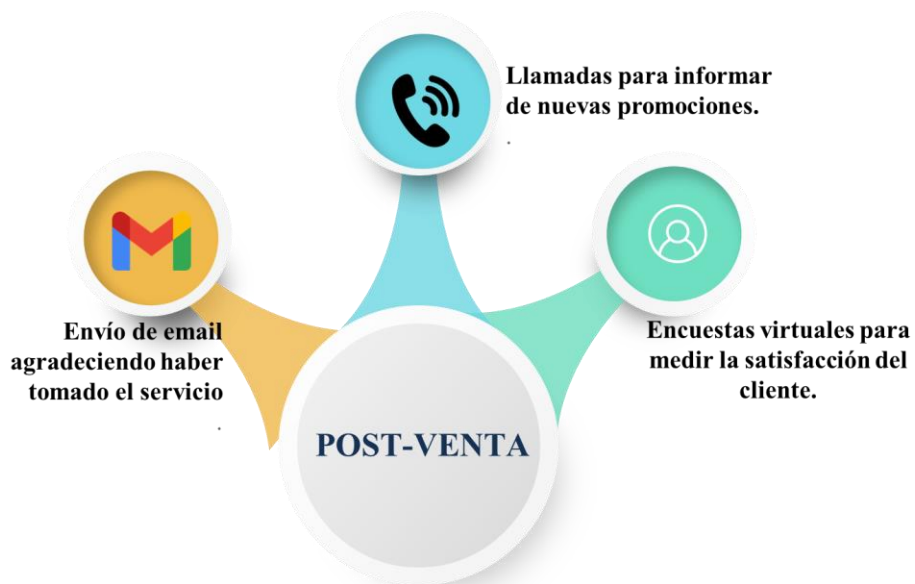 Llamadas para informar
de nuevas promociones.
.
Envío de email
agradeciendo haber
tomado el servicio
.
Encuestas virtuales para
medir la satisfacción del
cliente.
POST-VENTA